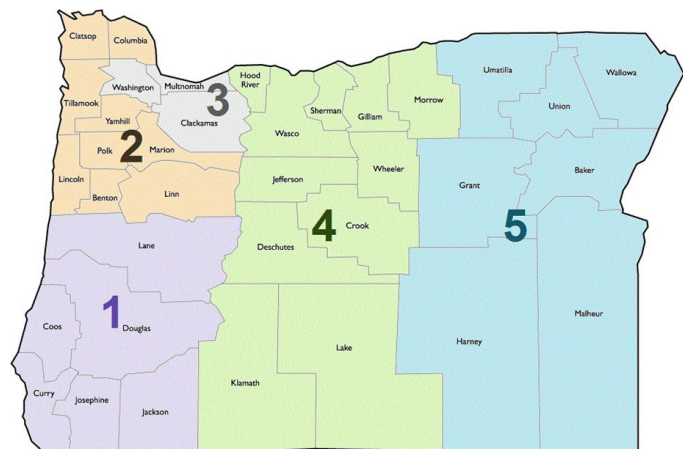 Clatsop
Columbia
Washington
Multnomah
3
Hood
River
Umatilla
Wallowa
Tillamook
Yamhill
Clackamas
Sherman
Gilliam
Morrow
Union
2
Polk
Marion
Wasco
Wheeler
Baker
Lincoln
Benton
Linn
Jefferson
Grant
Lane
Deschutes
4
Crook
5
1
Douglas
Coos
Lake
Harney
Malheur
Curry
Josephine
Jackson
Klamath